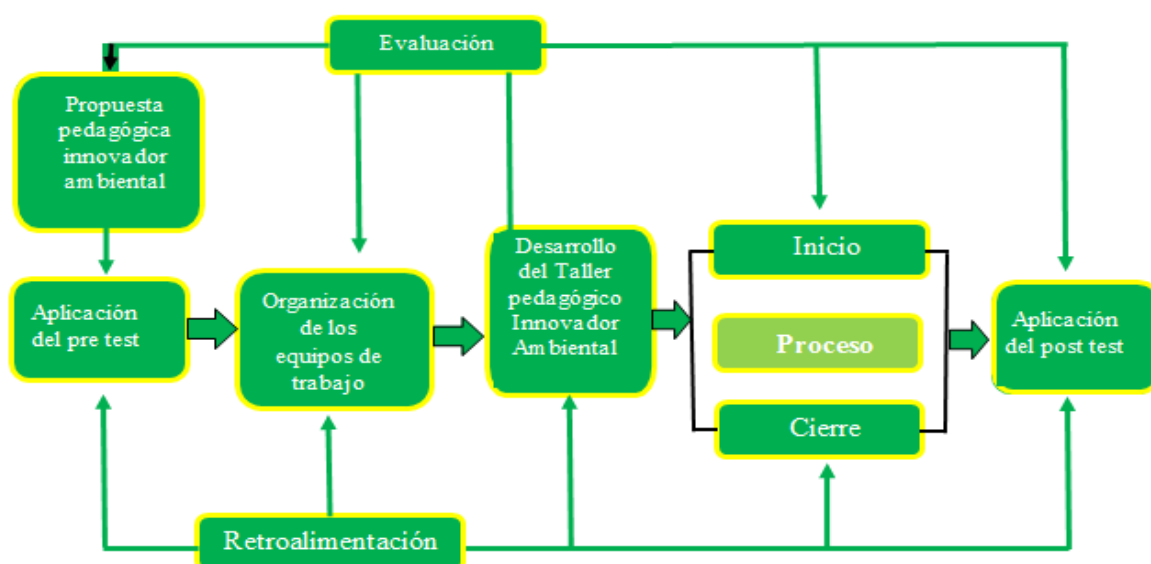 Evaluación
Propuesta
pedagógica
innovador
ambiental
Aplicación
del pre test
Organización
de los
equipos de
trabajo
Desarrollo
del Taller
pedagógico
Innovador
Ambiental
Inicio
Proceso
Cierre
Aplicación
del post test
Retroalimentación